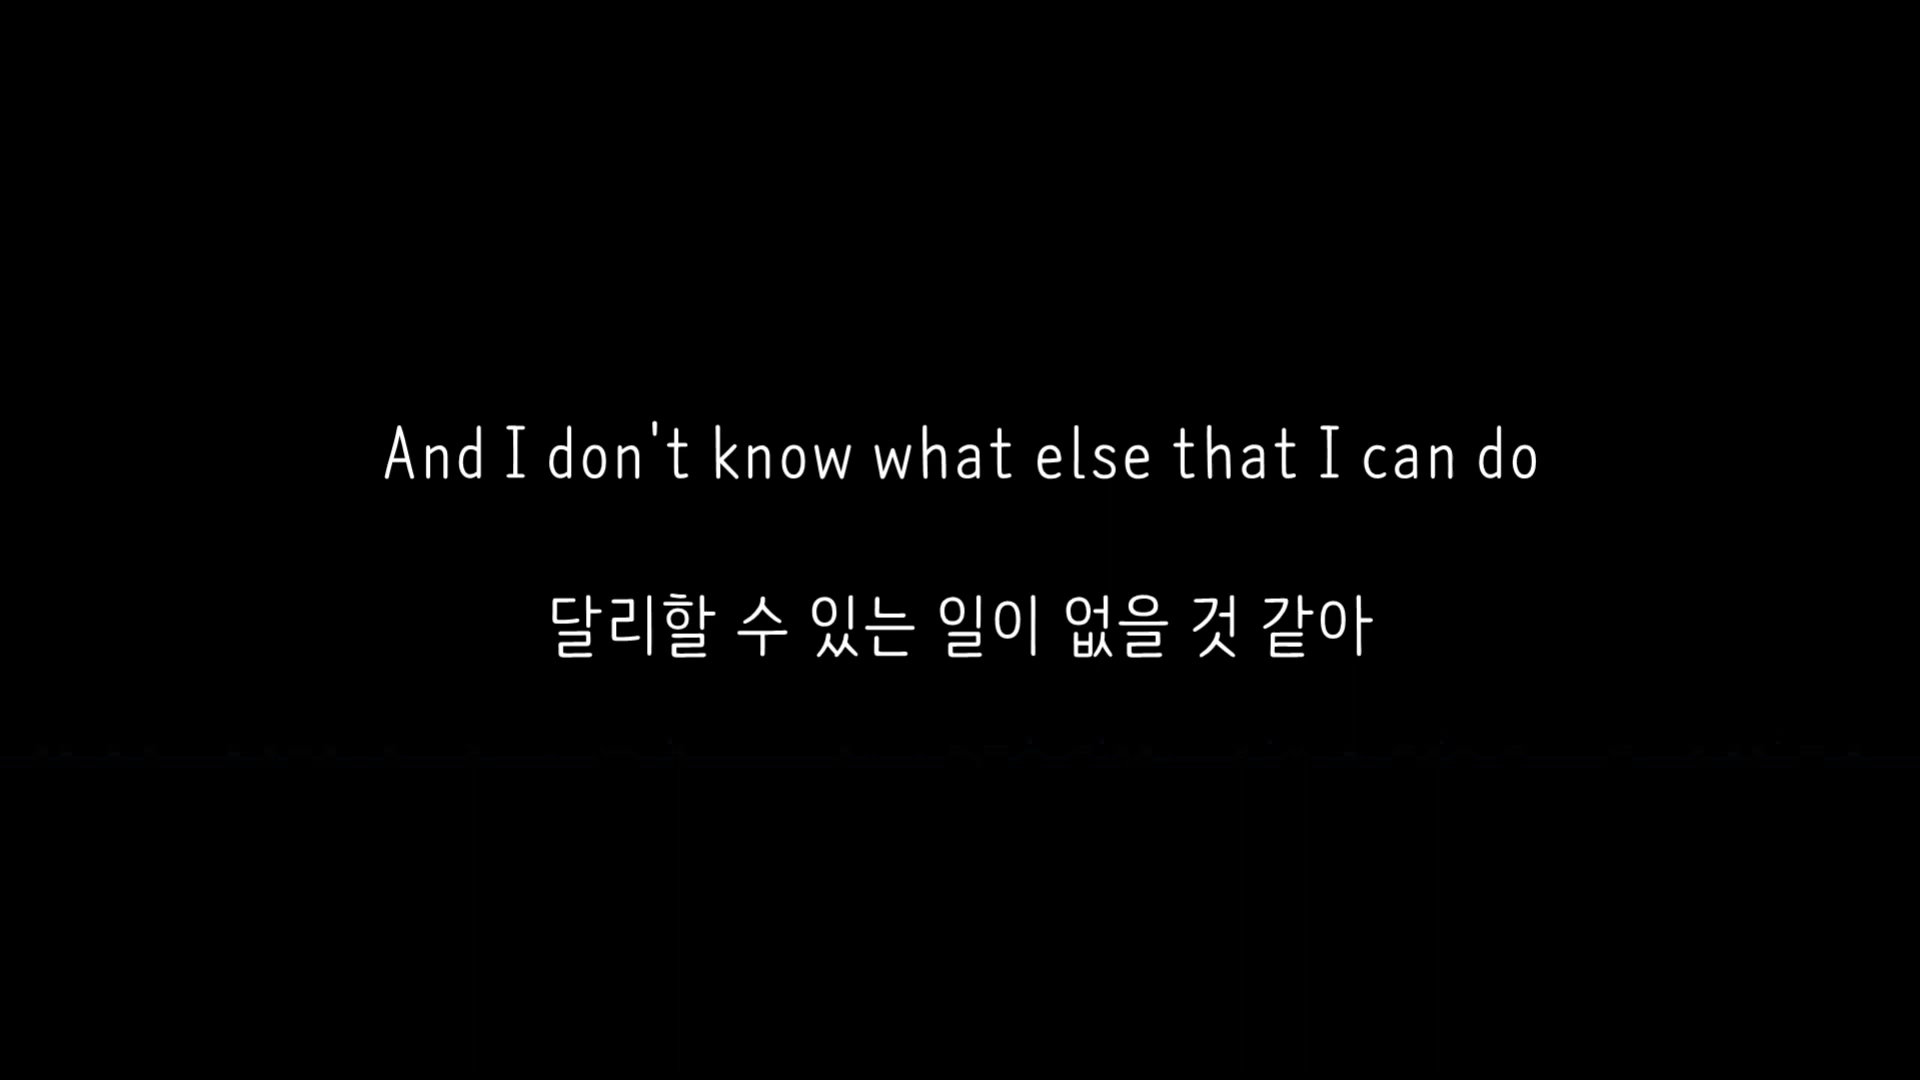 And I don't know what else that I can do
달리할 수 있는 일이 없을 것 같아